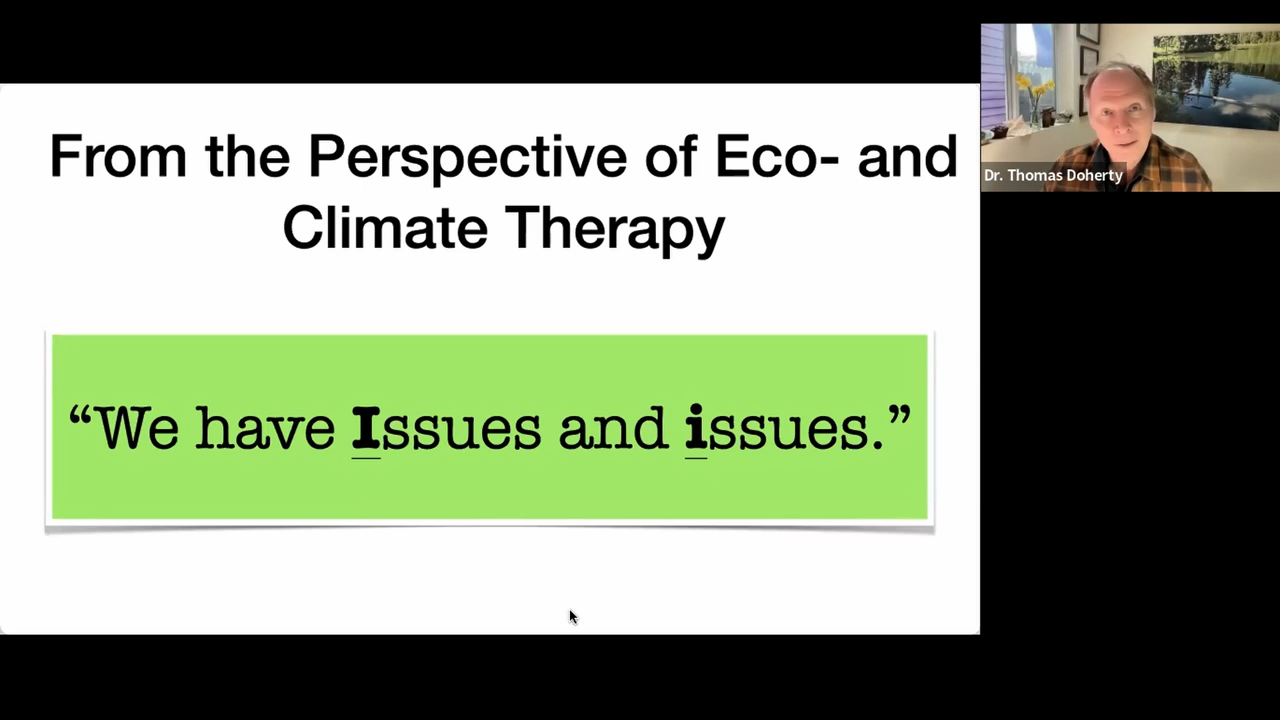 From the Perspective of Eco- and
Climate Therapy
“We have Issues and issues.”
Dr. Thomas Doherty